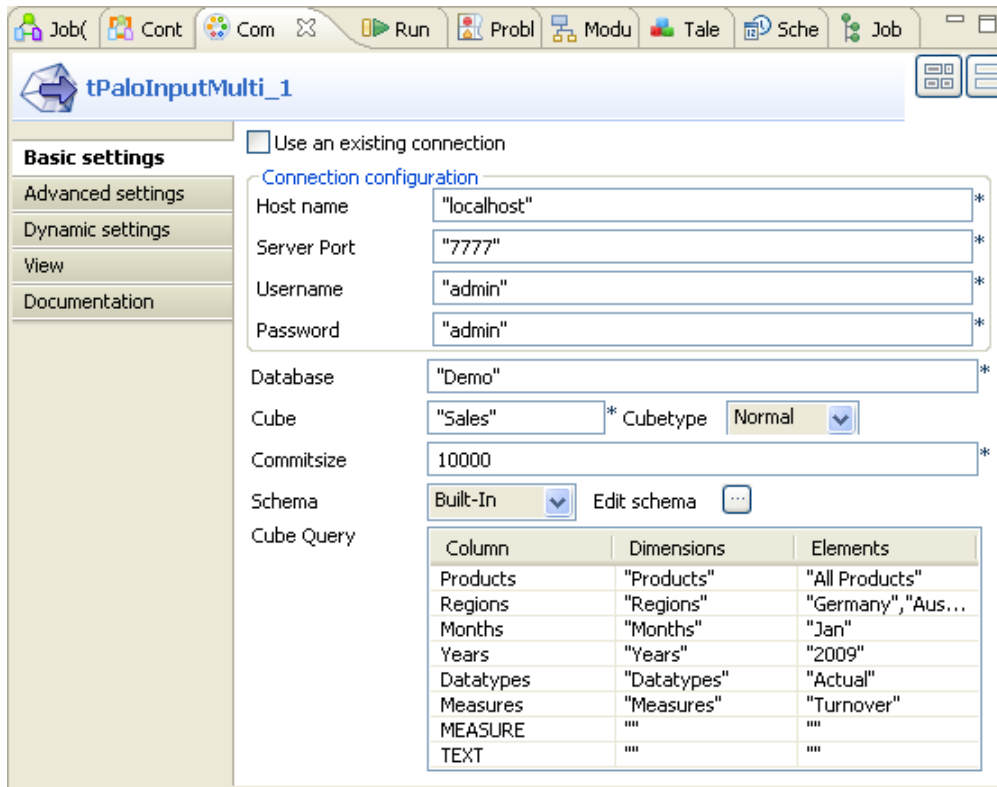 Job( Cont Com Run Probl Modu Tale Sche Job
tPaloInputMulti_1
Basic settings
Advanced settings
Dynamic settings
View
Documentation
Use an existing connection
Connection configuration
Host name "localhost" *
Server Port "7777" *
Username "admin" *
Password "admin" *
Database "Demo" *
Cube "Sales" * Cubetype Normal
Commitsize 10000 *
Schema Built-In Edit schema ...
Cube Query
Column Dimensions Elements
Products "Products" "All Products"
Regions "Regions" "Germany","Aus...
Months "Months" "Jan"
Years "Years" "2009"
Datatypes "Datatypes" "Actual"
Measures "Measures" "Turnover"
MEASURE "" ""
TEXT "" ""